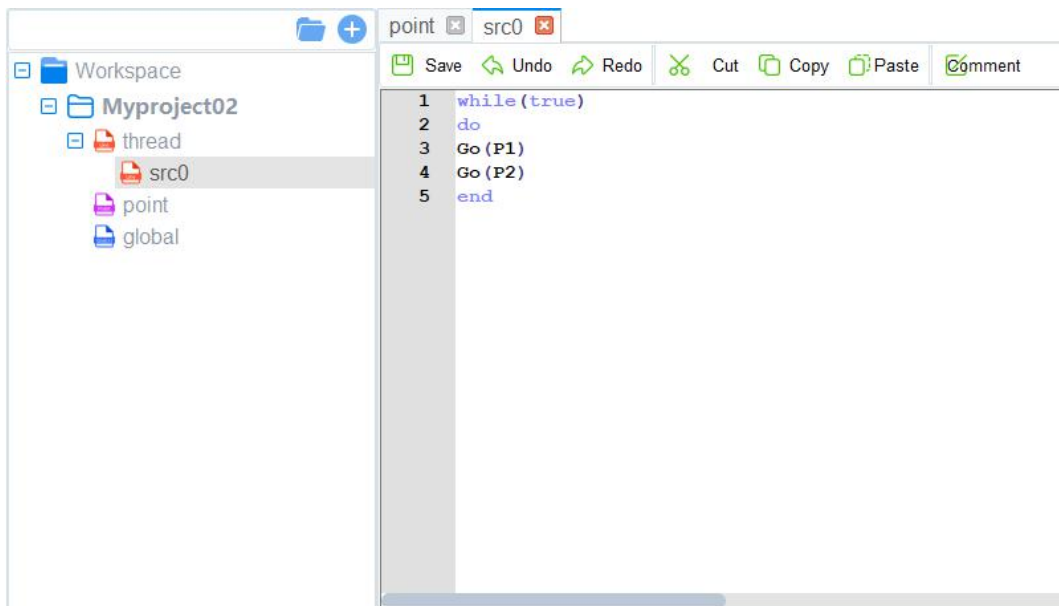 point src0
Save Undo Redo Cut Copy Paste Comment
Workspace
Myproject02
thread
src0
point
global
1 while(true)
2 do
3 Go(P1)
4 Go(P2)
5 end